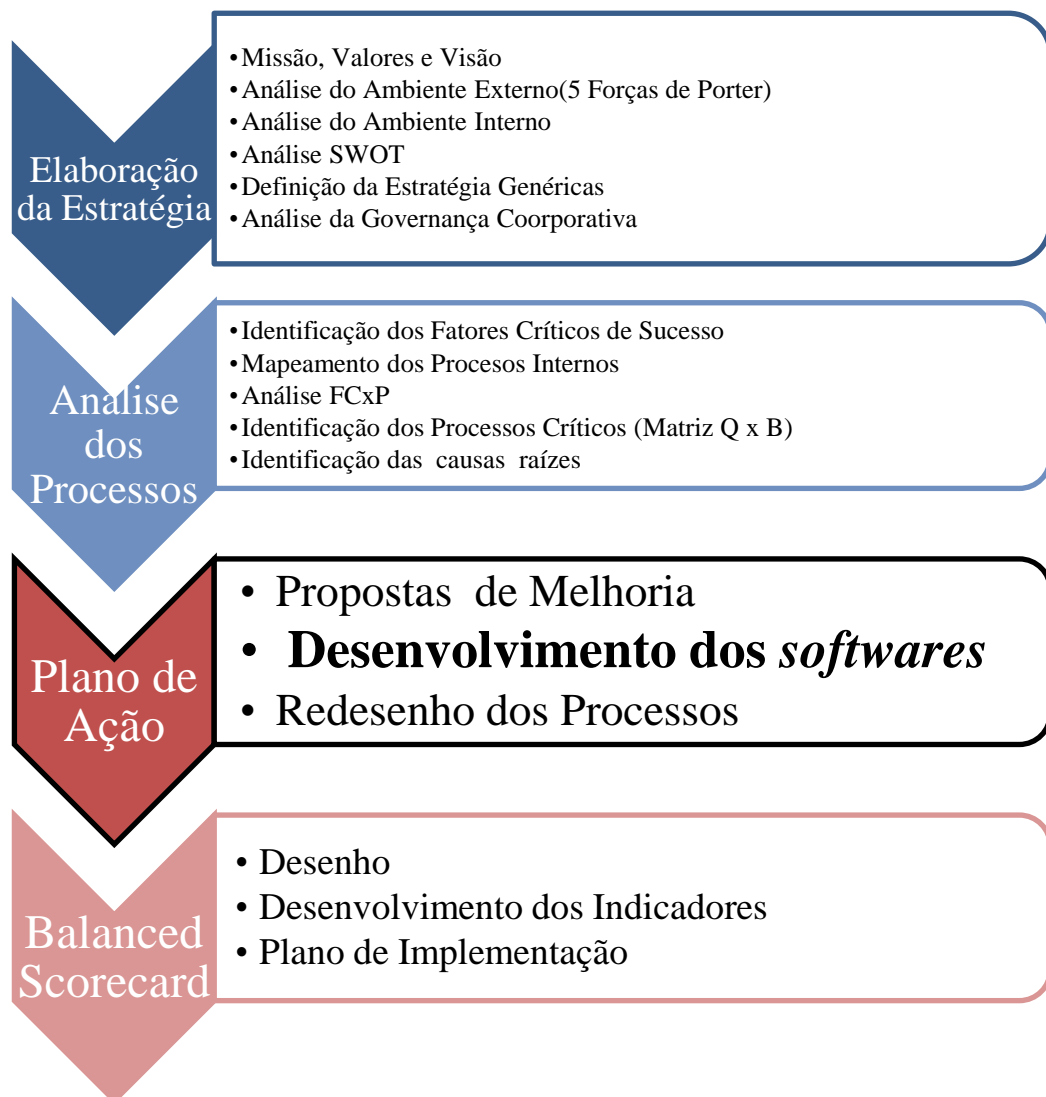 Elaboração
da Estratégia
•Missão, Valores e Visão
•Análise do Ambiente Externo(5 Forças de Porter)
•Análise do Ambiente Interno
•Análise SWOT
•Definição da Estratégia Genéricas
•Análise da Governança Coorporativa
Análise
dos
Processos
•Identificação dos Fatores Críticos de Sucesso
•Mapeamento dos Procesos Internos
•Análise FCxP
•Identificação dos Processos Críticos (Matriz Q x B)
•Identificação das causas raízes
Plano de
Ação
• Propostas de Melhoria
• Desenvolvimento dos softwares
• Redesenho dos Processos
Balanced
Scorecard
• Desenho
• Desenvolvimento dos Indicadores
• Plano de Implementação